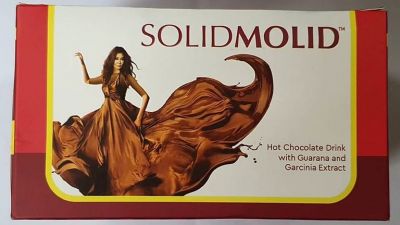 SOLIDMOLID™
Hot Chocolate Drink
with Guarana and
Garcinia Extract